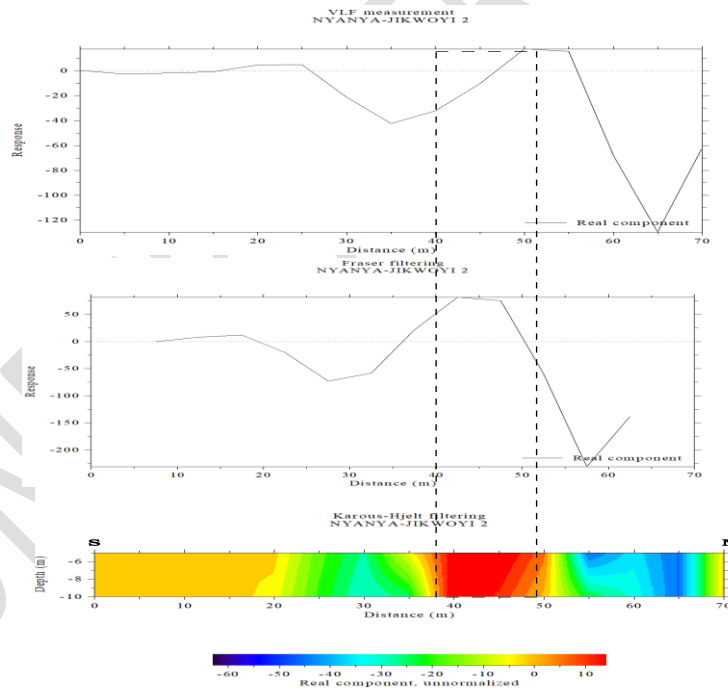 VLF measurement
NYANYA-JIKWOYI 2
0
-20
-40
-60
-80
-100
-120
Response
Real component
0 10 20 30 40 50 60 70
Distance (m)
Fraser filtering
NYANYA-JIKWOYI 2
50
0
-50
-100
-150
-200
Response
Real component
0 10 20 30 40 50 60 70
Distance (m)
Karous-Hjelt filtering
NYANYA-JIKWOYI 2
S
-6
-8
-10
Depth (m)
0 10 20 30 40 50 60 70
Distance (m)
-60 -50 -40 -30 -20 -10 0 10
Real component, unnormalized